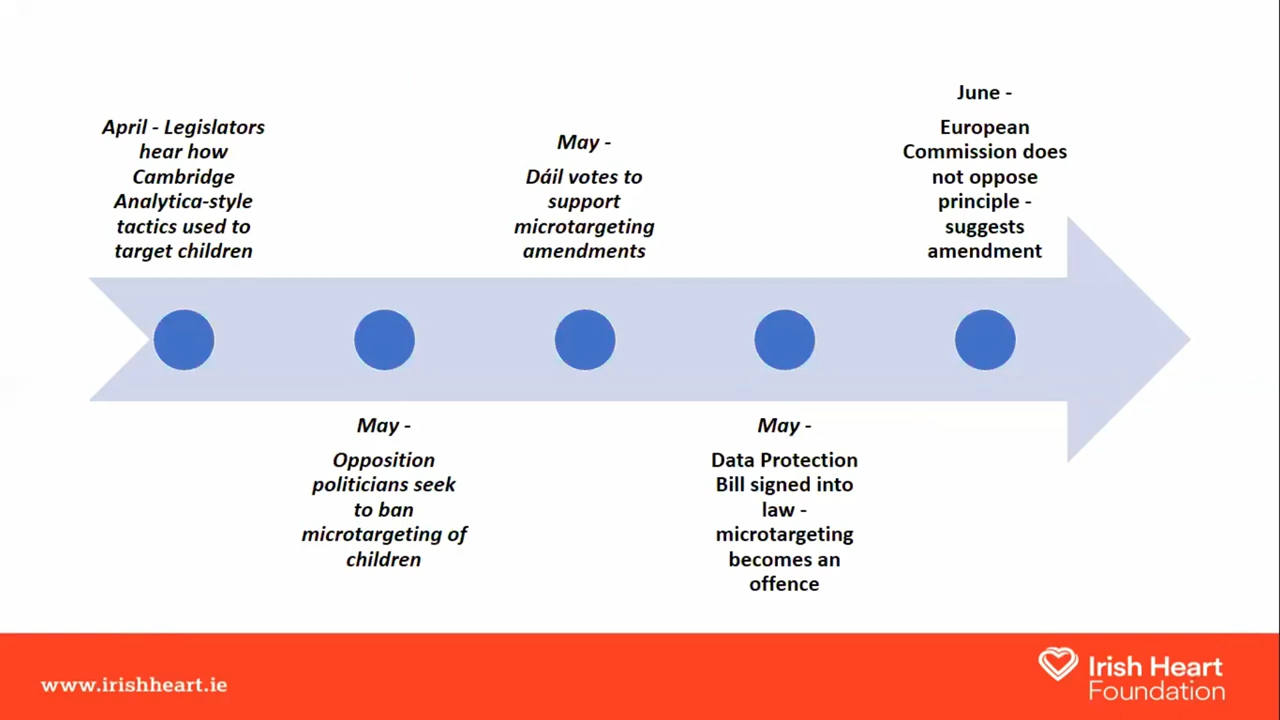 April - Legislators
hear how
Cambridge
Analytica-style
tactics used to
target children
May -
Opposition
politicians seek
to ban
microtargeting of
children
May -
Dáil votes to
support
microtargeting
amendments
May -
Data Protection
Bill signed into
law -
microtargeting
becomes an
offence
June -
European
Commission does
not oppose
principle -
suggests
amendment
www.irishheart.ie
Irish Heart
Foundation